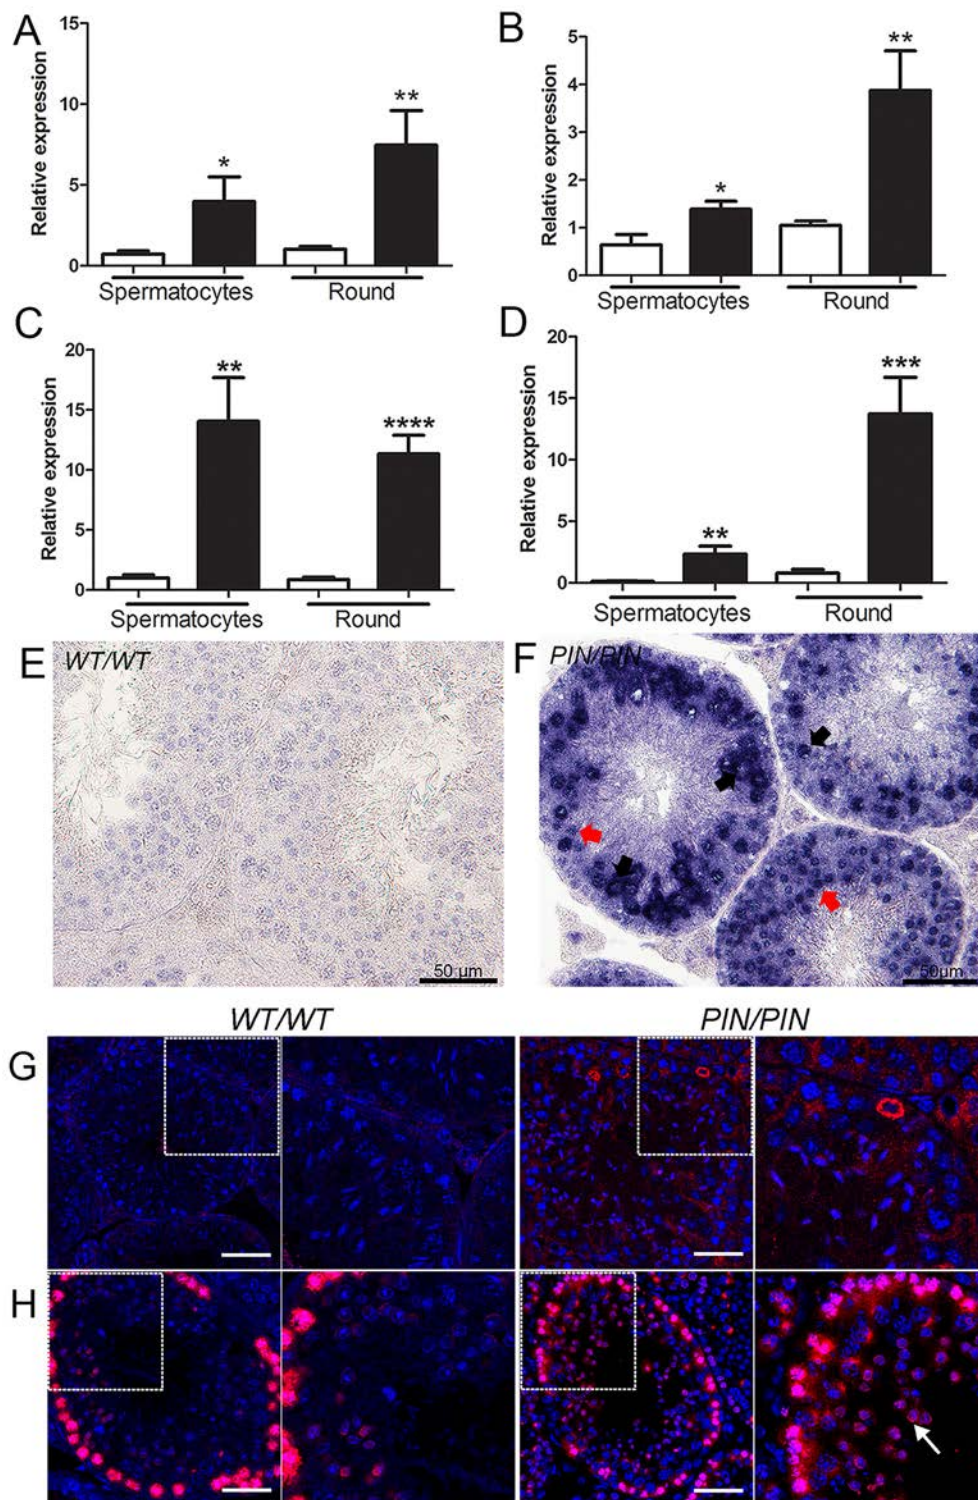 A
Relative expression
15
10
5
0
*
**
Spermatocytes
Round
B
Relative expression
5
4
3
2
1
0
*
**
Spermatocytes
Round
C
Relative expression
20
15
10
5
0
**
****
Spermatocytes
Round
D
Relative expression
20
15
10
5
0
**
***
Spermatocytes
Round
E
WT/WT
50 µm
F
PIN/PIN
50µm
WT/WT
PIN/PIN
G
H